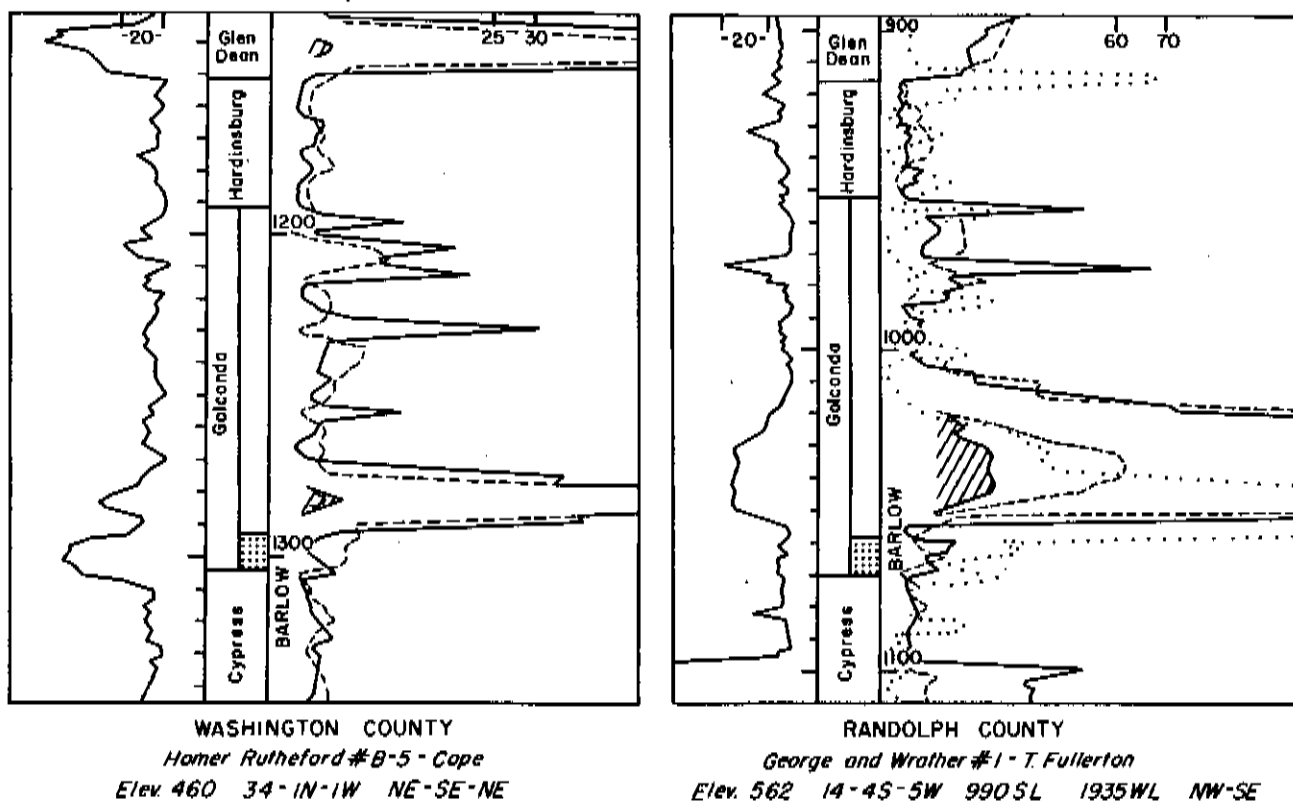 -20-
Glen
Dean
25 30
Hardinsburg
1200
Golconda
1300
BARLOW
Cypress
WASHINGTON COUNTY
Homer Rutheford #B-5 - Cope
Elev. 460 34-1N-1W NE-SE-NE
-20-
Glen
Dean
900
60 70
Hardinsburg
1000
Golconda
BARLOW
Cypress
1100
RANDOLPH COUNTY
George and Wrather #1 - T. Fullerton
Elev. 562 14-4S-5W 990 SL 1935 WL NW-SE